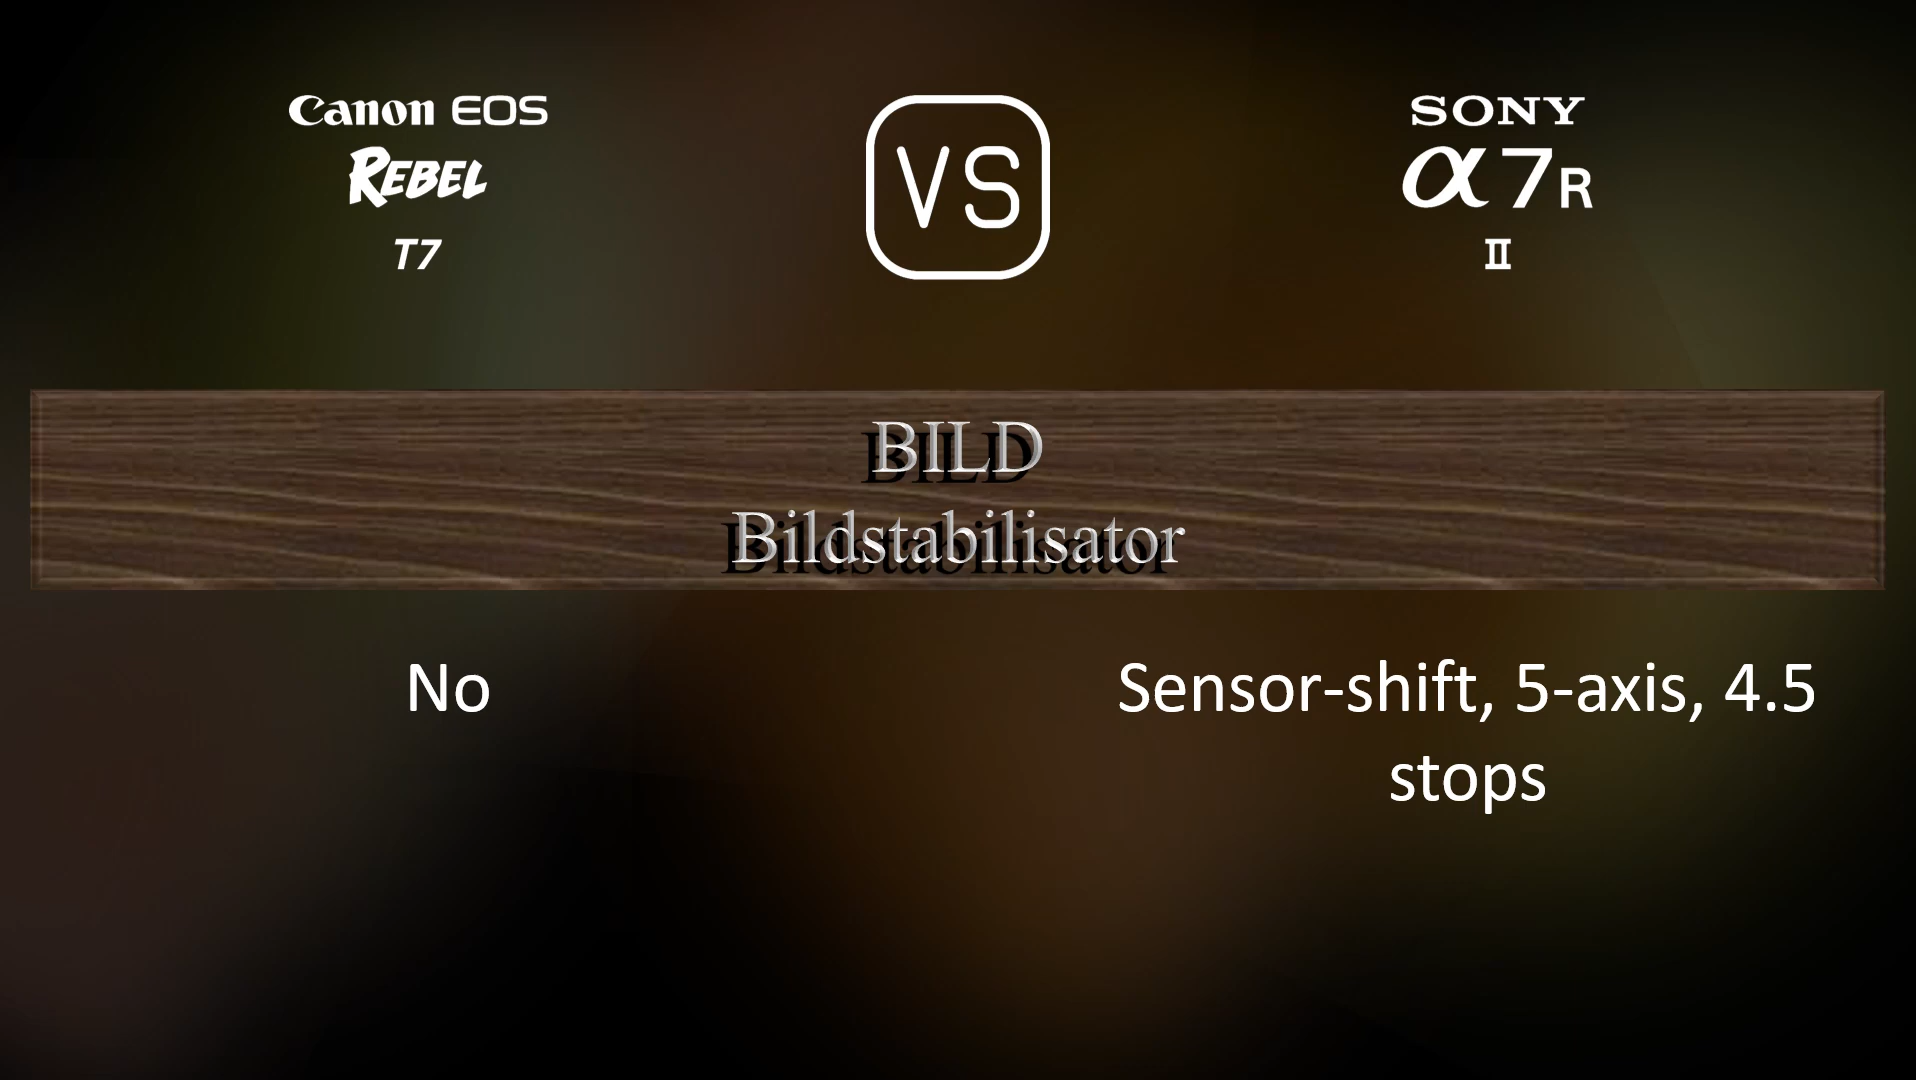 Canon EOS
REBEL
T7
VS
SONY
α7R
II
BILD
Bildstabilisator
No
Sensor-shift, 5-axis, 4.5
stops